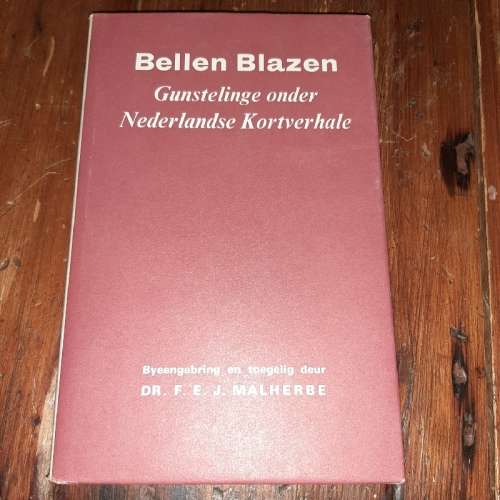 Bellen Blazen
Gunstelinge onder
Nederlandse Kortverhale
Byeengebring en toegelig deur
DR. F. E. J. MALHERBE